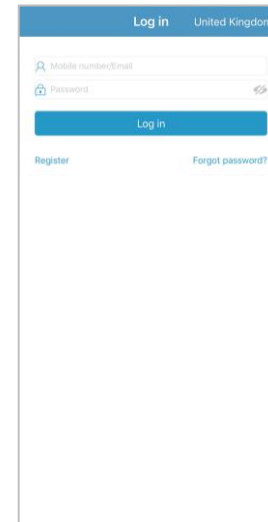 Log in United Kingdom
Mobile number/Email
Password
Log in
Register Forgot password?